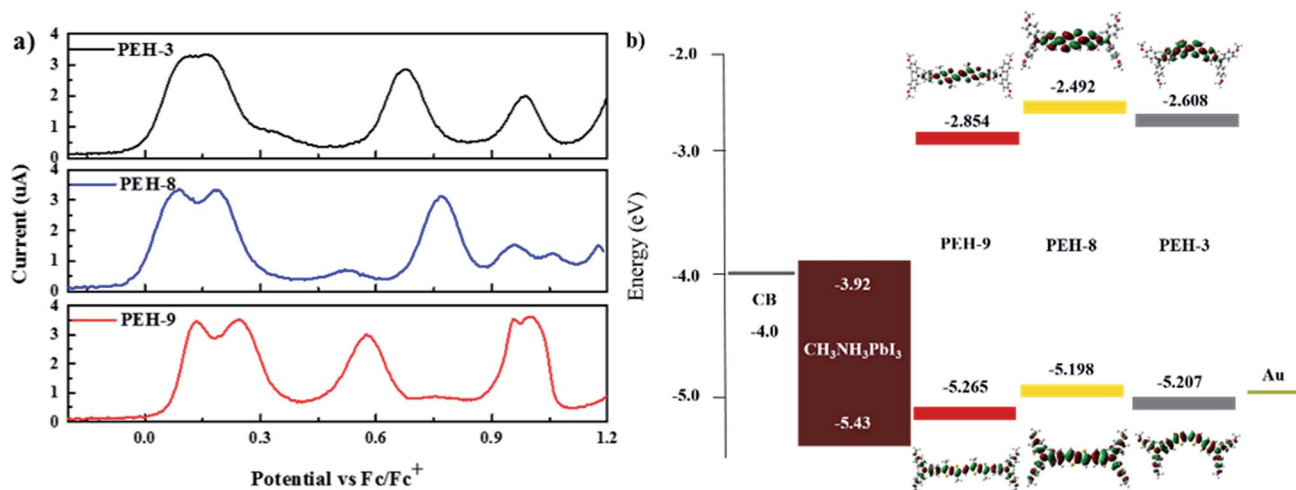 a)
PEH-3
4
3
2
1
0
PEH-8
4
3
2
1
0
PEH-9
4
3
2
1
0
Current (uA)
0.0 0.3 0.6 0.9 1.2
Potential vs Fc/Fc⁺
b)
Energy (eV)
-2.0
-3.0
-4.0
-5.0
-2.854
-2.492
-2.608
PEH-9 PEH-8 PEH-3
CB
-4.0
-3.92
CH₃NH₃PbI₃
-5.43
-5.265
-5.198
-5.207
Au